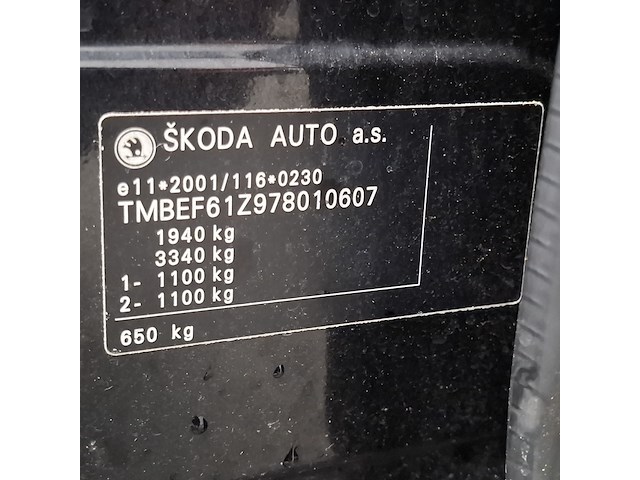 ŠKODA AUTO a.s.
e11*2001/116*0230
TMBEF61Z978010607
1940 kg
3340 kg
1- 1100 kg
2- 1100 kg
650 kg